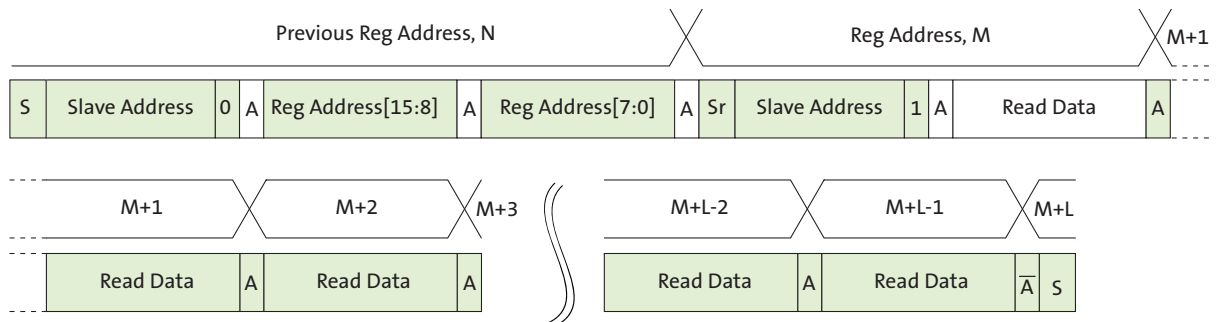 Previous Reg Address, N Reg Address, M M+1
S Slave Address 0 A Reg Address[15:8] A Reg Address[7:0] A Sr Slave Address 1 A Read Data A
M+1 M+2 M+3 M+L-2 M+L-1 M+L
Read Data A Read Data A Read Data A Read Data A̅ S